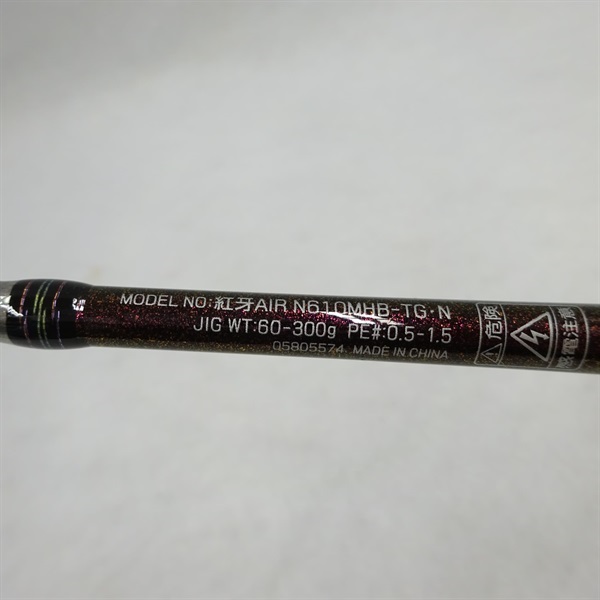 MODEL NO:紅牙AIR N610MHB-TG・N
JIG WT:60-300g PE#:0.5-1.5
05805574 MADE IN CHINA
危険
感電注意